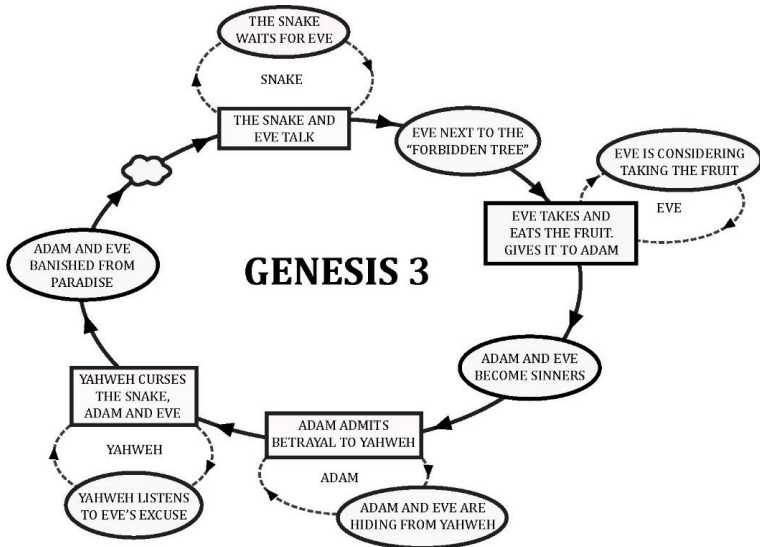 THE SNAKE
WAITS FOR EVE
SNAKE
THE SNAKE AND
EVE TALK
EVE NEXT TO THE
“FORBIDDEN TREE”
EVE IS CONSIDERING
TAKING THE FRUIT
EVE
EVE TAKES AND
EATS THE FRUIT.
GIVES IT TO ADAM
GENESIS 3
ADAM AND EVE
BANISHED FROM
PARADISE
ADAM AND EVE
BECOME SINNERS
YAHWEH CURSES
THE SNAKE,
ADAM AND EVE
ADAM ADMITS
BETRAYAL TO YAHWEH
YAHWEH
ADAM
YAHWEH LISTENS
TO EVE’S EXCUSE
ADAM AND EVE ARE
HIDING FROM YAHWEH